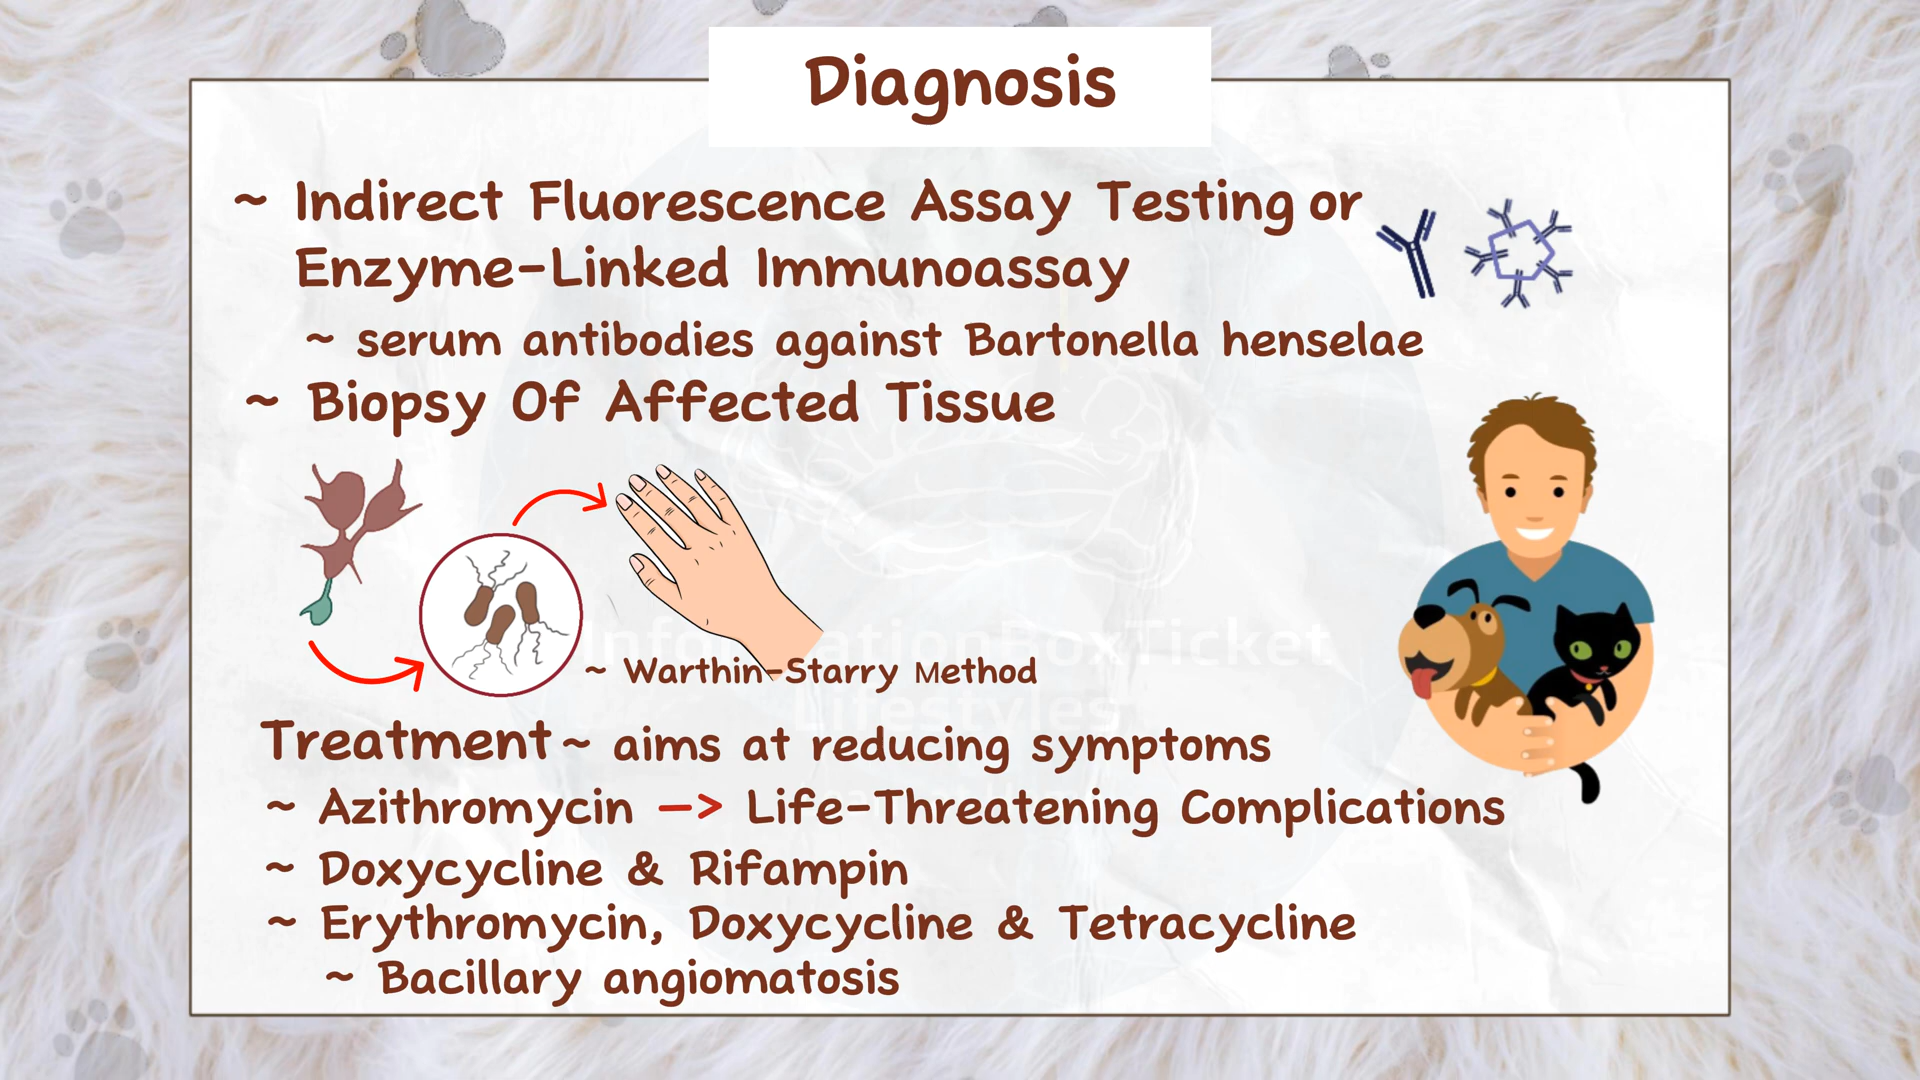 Diagnosis
~ Indirect Fluorescence Assay Testing or
Enzyme-Linked Immunoassay
~ serum antibodies against Bartonella henselae
~ Biopsy Of Affected Tissue
~ Warthin-Starry Method
Treatment ~ aims at reducing symptoms
~ Azithromycin —> Life-Threatening Complications
~ Doxycycline & Rifampin
~ Erythromycin, Doxycycline & Tetracycline
~ Bacillary angiomatosis
Lifestyles